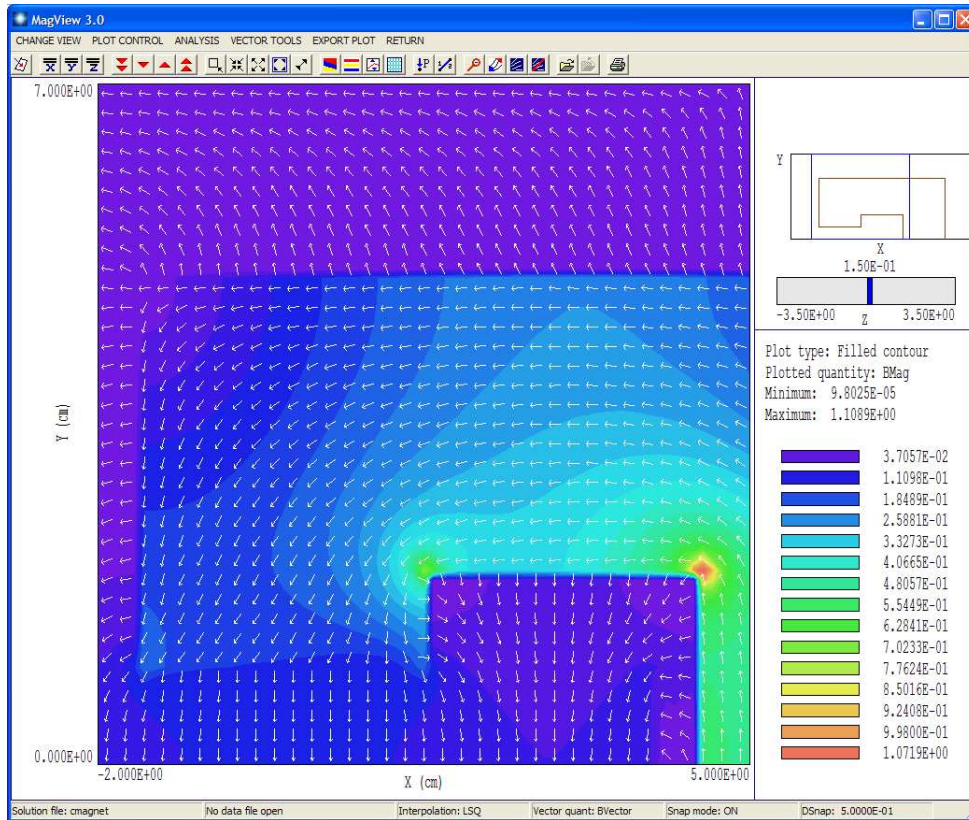 MagView 3.0
CHANGE VIEW PLOT CONTROL ANALYSIS VECTOR TOOLS EXPORT PLOT RETURN
X Y Z P
7.000E+00
Y (cm)
0.000E+00
-2.000E+00
X (cm)
5.000E+00
Y
X
1.50E-01
-3.50E+00 Z 3.50E+00
Plot type: Filled contour
Plotted quantity: BMag
Minimum: 9.8025E-05
Maximum: 1.1089E+00
3.7057E-02
1.1098E-01
1.8489E-01
2.5881E-01
3.3273E-01
4.0665E-01
4.8057E-01
5.5449E-01
6.2841E-01
7.0233E-01
7.7624E-01
8.5016E-01
9.2408E-01
9.9800E-01
1.0719E+00
Solution file: cmagnet No data file open Interpolation: LSQ Vector quant: BVector Snap mode: ON DSnap: 5.0000E-01